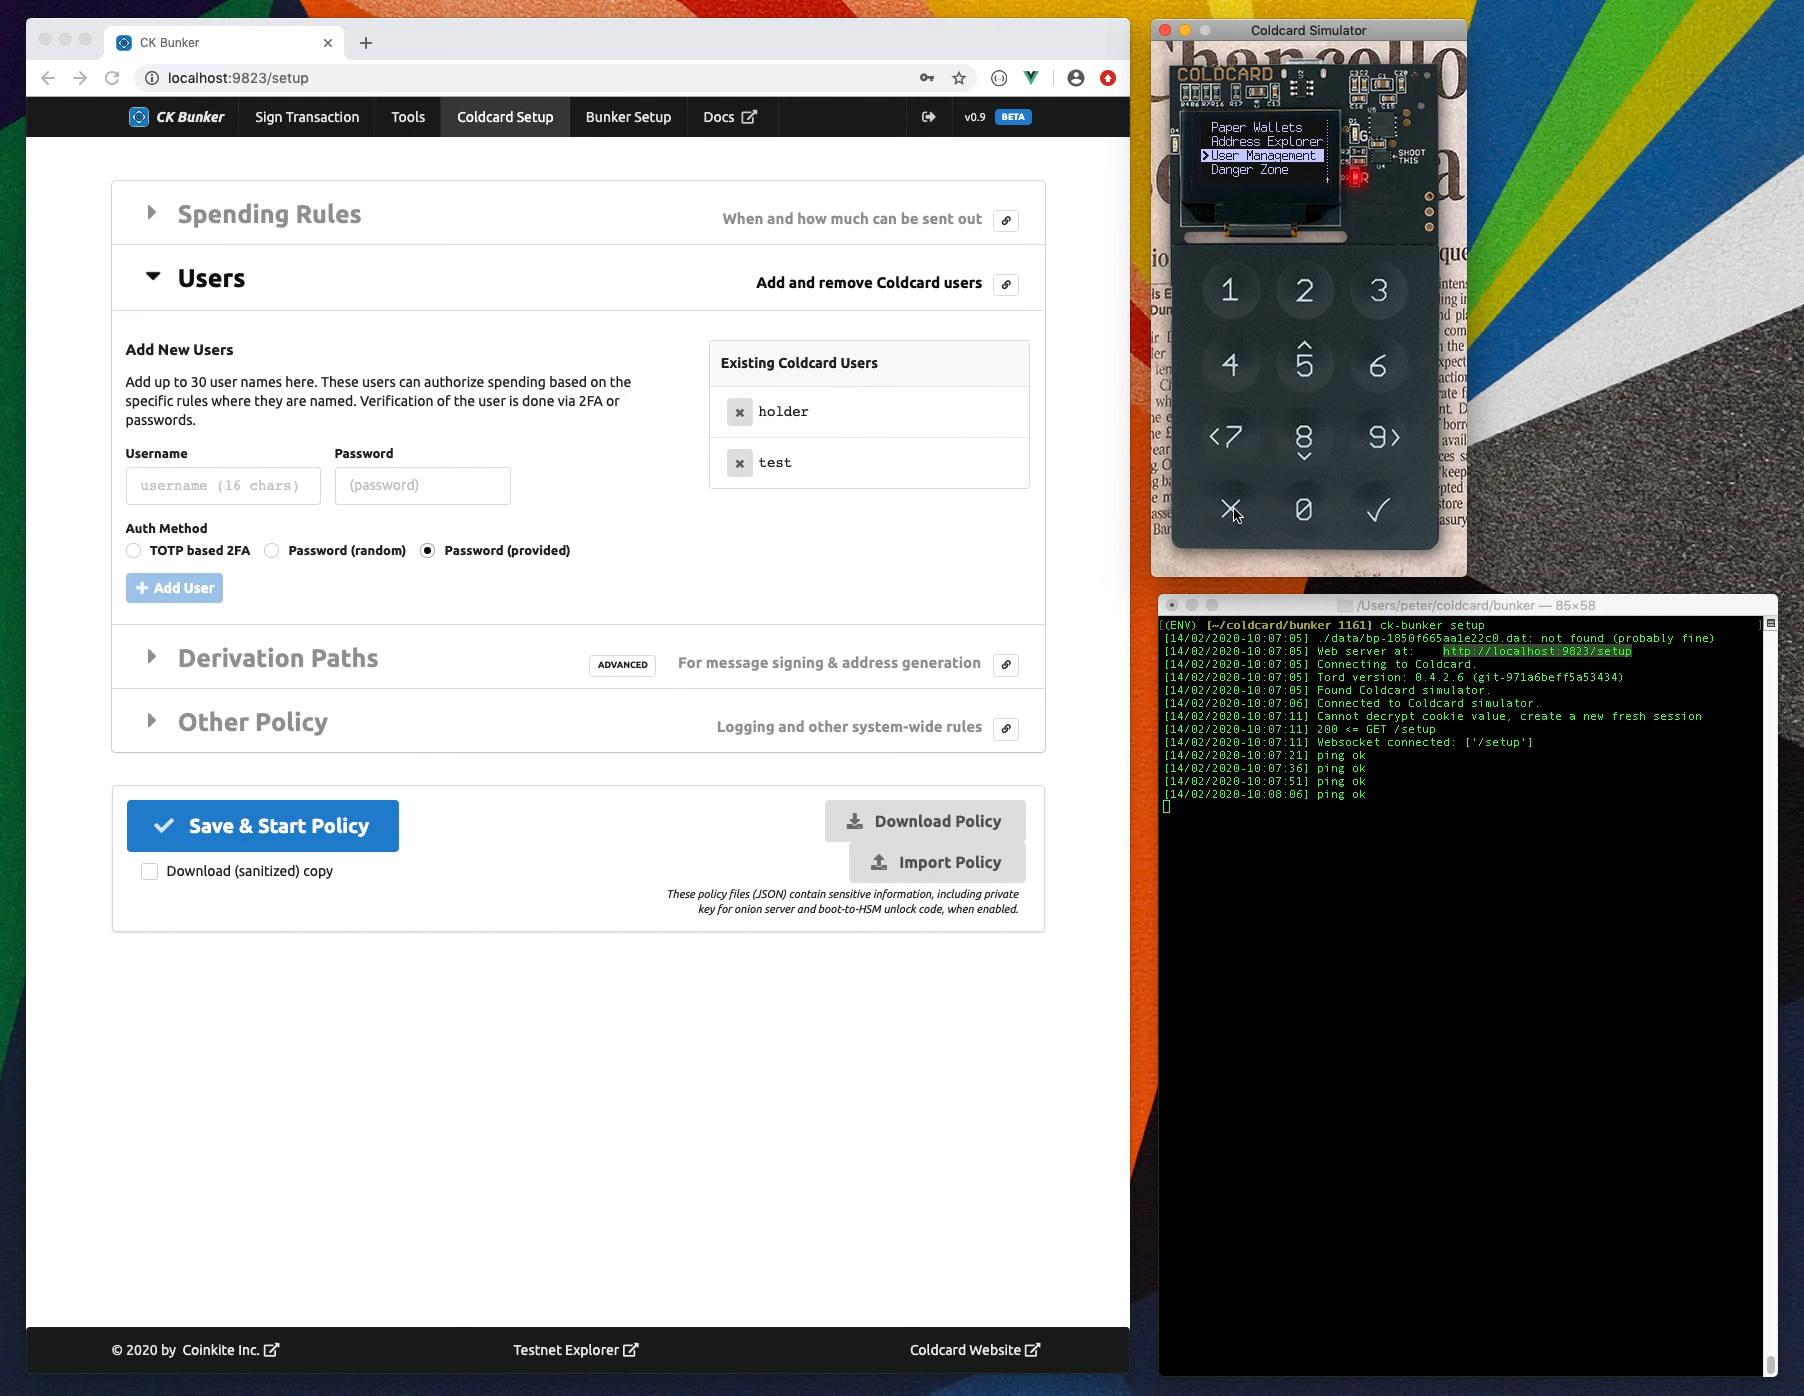 CK Bunker
localhost:9823/setup
CK Bunker
Sign Transaction
Tools
Coldcard Setup
Bunker Setup
Docs
v0.9 BETA
Spending Rules
When and how much can be sent out
Users
Add and remove Coldcard users
Add New Users
Add up to 30 user names here. These users can authorize spending based on the
specific rules where they are named. Verification of the user is done via 2FA or
passwords.
Username
Password
username (16 chars)
(password)
Auth Method
TOTP based 2FA
Password (random)
Password (provided)
Add User
Existing Coldcard Users
holder
test
Derivation Paths
ADVANCED
For message signing & address generation
Other Policy
Logging and other system-wide rules
Save & Start Policy
Download (sanitized) copy
Download Policy
Import Policy
These policy files (JSON) contain sensitive information, including private
key for onion server and boot-to-HSM unlock code, when enabled.
© 2020 by Coinkite Inc.
Testnet Explorer
Coldcard Website
Coldcard Simulator
COLDCARD
Paper Wallets
Address Explorer
>User Management
Danger Zone
SHOOT
THIS
1 2 3
4 5 6
<7 8 9>
0
/Users/peter/coldcard/bunker — 85×58
[(ENV) [~/coldcard/bunker 1161] ck-bunker setup
[14/02/2020-10:07:05] ./data/bp-1850f665aa1e22c0.dat: not found (probably fine)
[14/02/2020-10:07:05] Web server at: http://localhost:9823/setup
[14/02/2020-10:07:05] Connecting to Coldcard.
[14/02/2020-10:07:05] Tord version: 0.4.2.6 (git-971a6beff5a53434)
[14/02/2020-10:07:05] Found Coldcard simulator.
[14/02/2020-10:07:06] Connected to Coldcard simulator.
[14/02/2020-10:07:11] Cannot decrypt cookie value, create a new fresh session
[14/02/2020-10:07:11] 200 <= GET /setup
[14/02/2020-10:07:11] Websocket connected: ['/setup']
[14/02/2020-10:07:21] ping ok
[14/02/2020-10:07:36] ping ok
[14/02/2020-10:07:51] ping ok
[14/02/2020-10:08:06] ping ok